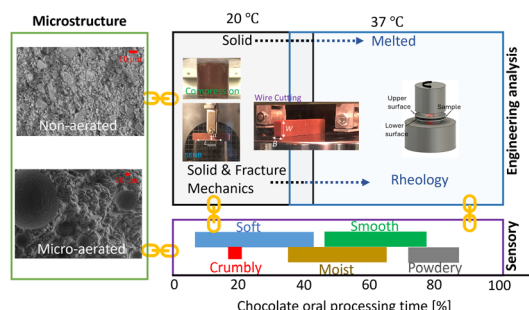 Microstructure
20 °C
37 °C
Solid
Melted
10 µm
Non-aerated
Compression
Wire Cutting
W
B
Upper
surface
Sample
Lower
surface
Engineering analysis
Solid & Fracture
Mechanics
Rheology
Micro-aerated
Soft
Smooth
Crumbly
Moist
Powdery
Sensory
0
20
40
60
80
100
Chocolate oral processing time [%]